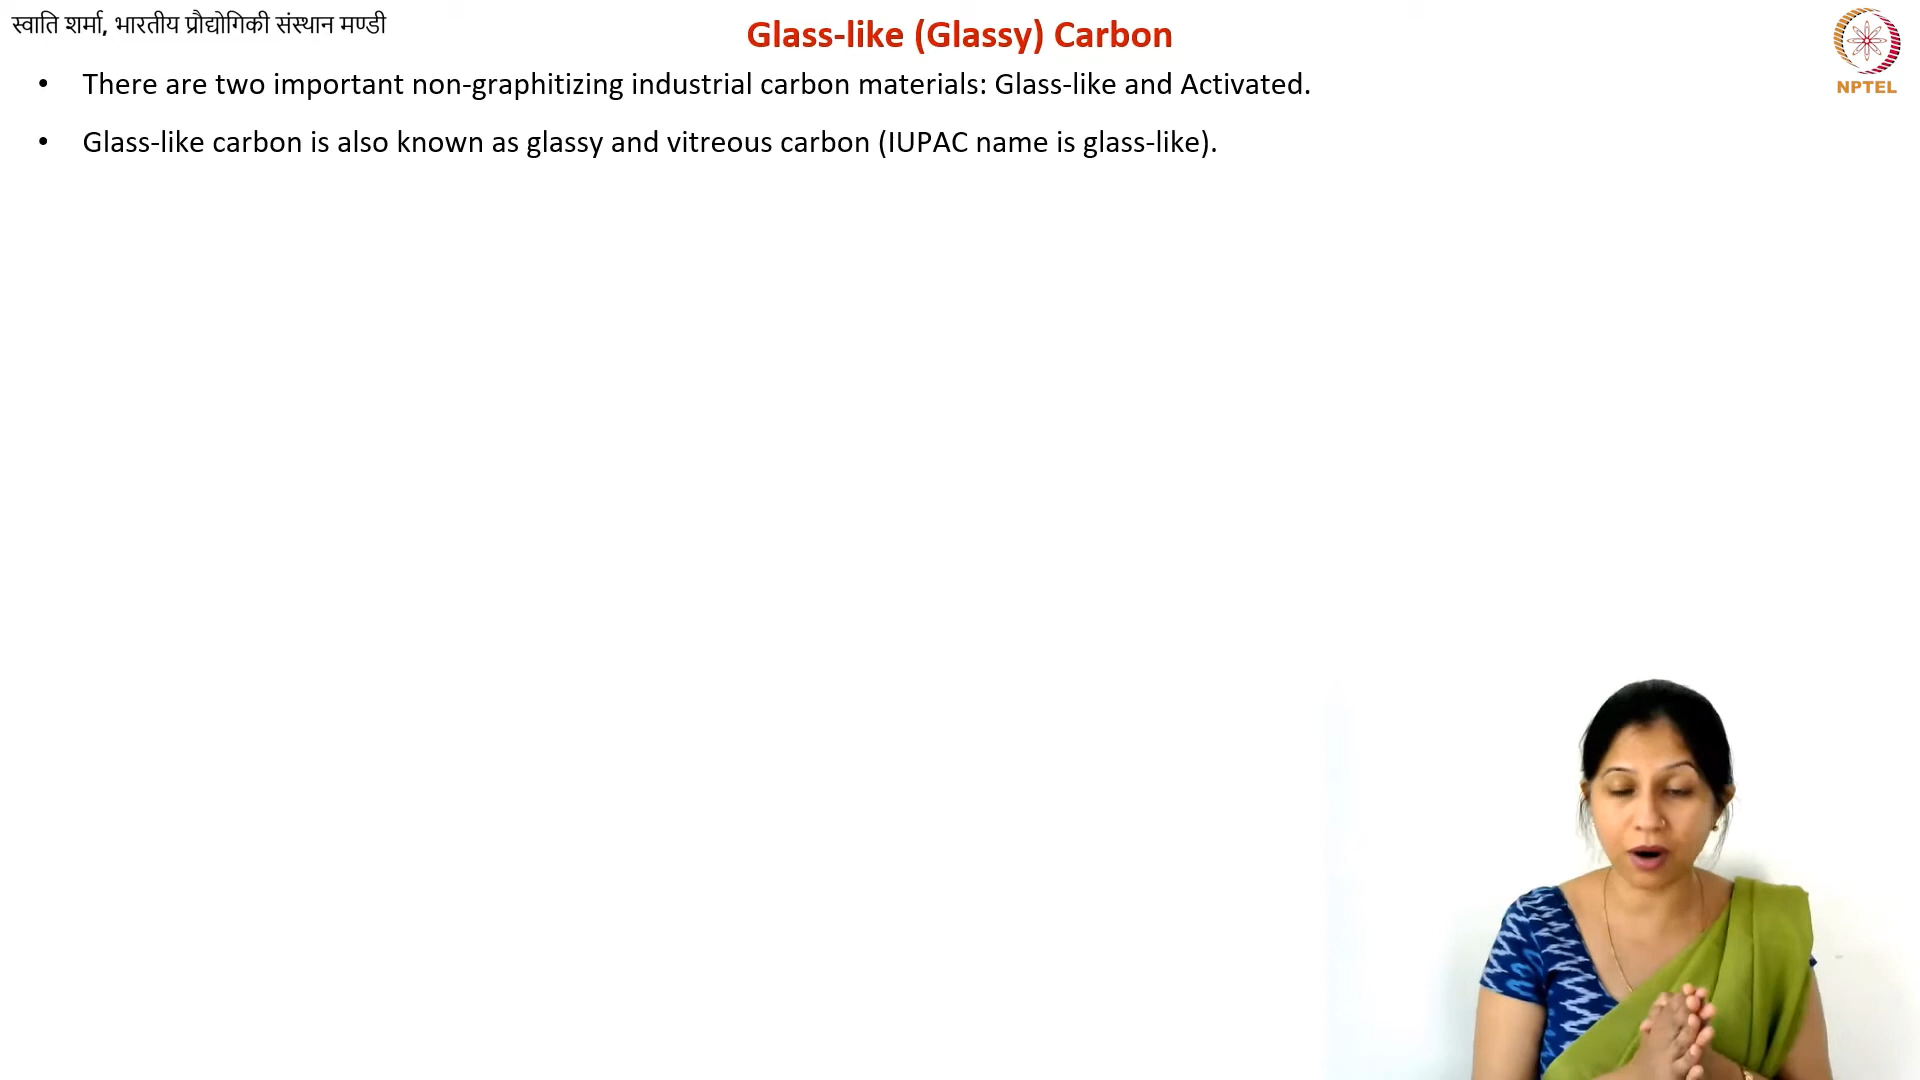 स्वाति शर्मा, भारतीय प्रौद्योगिकी संस्थान मण्डी
Glass-like (Glassy) Carbon
NPTEL
• There are two important non-graphitizing industrial carbon materials: Glass-like and Activated.
• Glass-like carbon is also known as glassy and vitreous carbon (IUPAC name is glass-like).